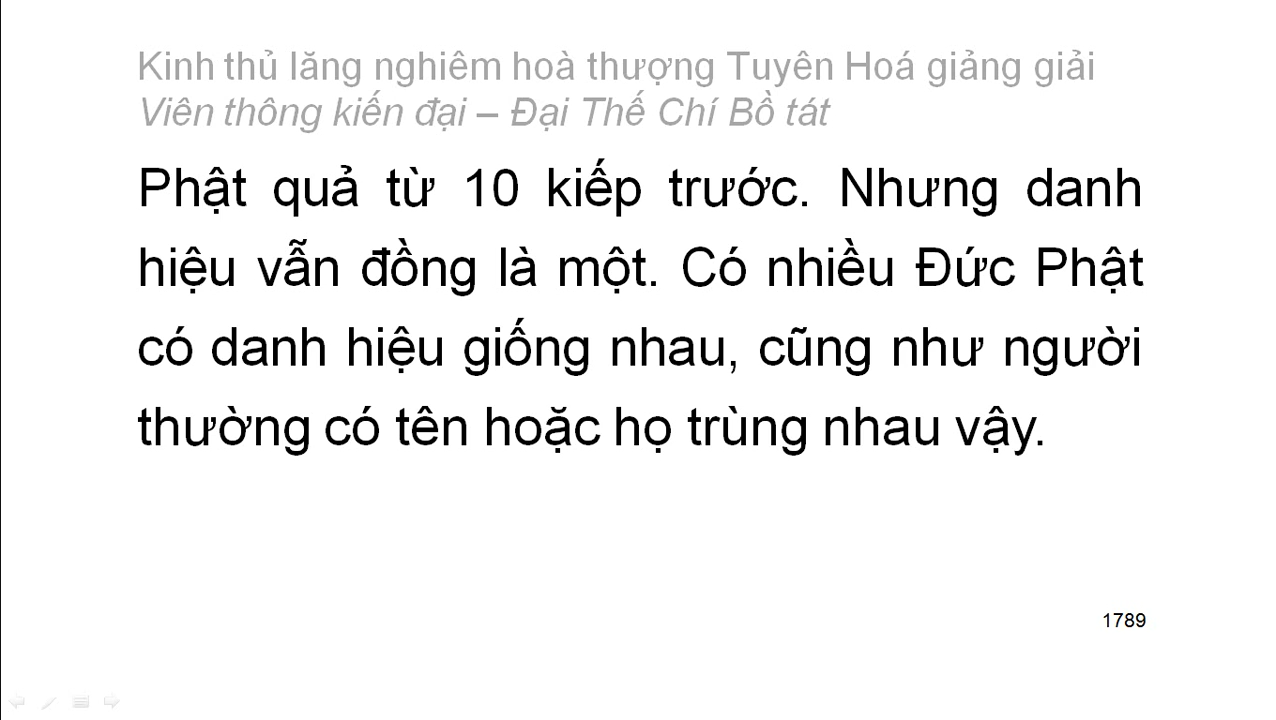 Kinh thủ lăng nghiêm hoà thượng Tuyên Hoá giảng giải
Viên thông kiến đại – Đại Thế Chí Bồ tát
Phật quả từ 10 kiếp trước. Nhưng danh
hiệu vẫn đồng là một. Có nhiều Đức Phật
có danh hiệu giống nhau, cũng như người
thường có tên hoặc họ trùng nhau vậy.
1789